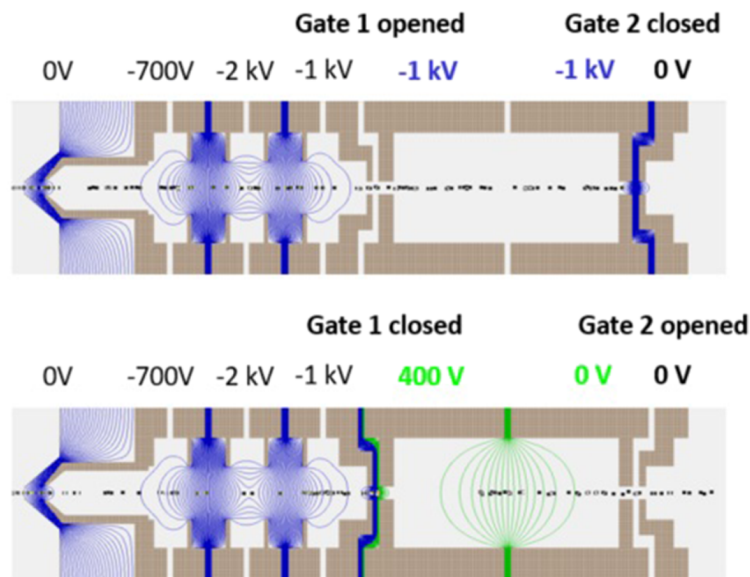 Gate 1 opened Gate 2 closed
0V -700V -2 kV -1 kV -1 kV -1 kV 0 V
Gate 1 closed Gate 2 opened
0V -700V -2 kV -1 kV 400 V 0 V 0 V